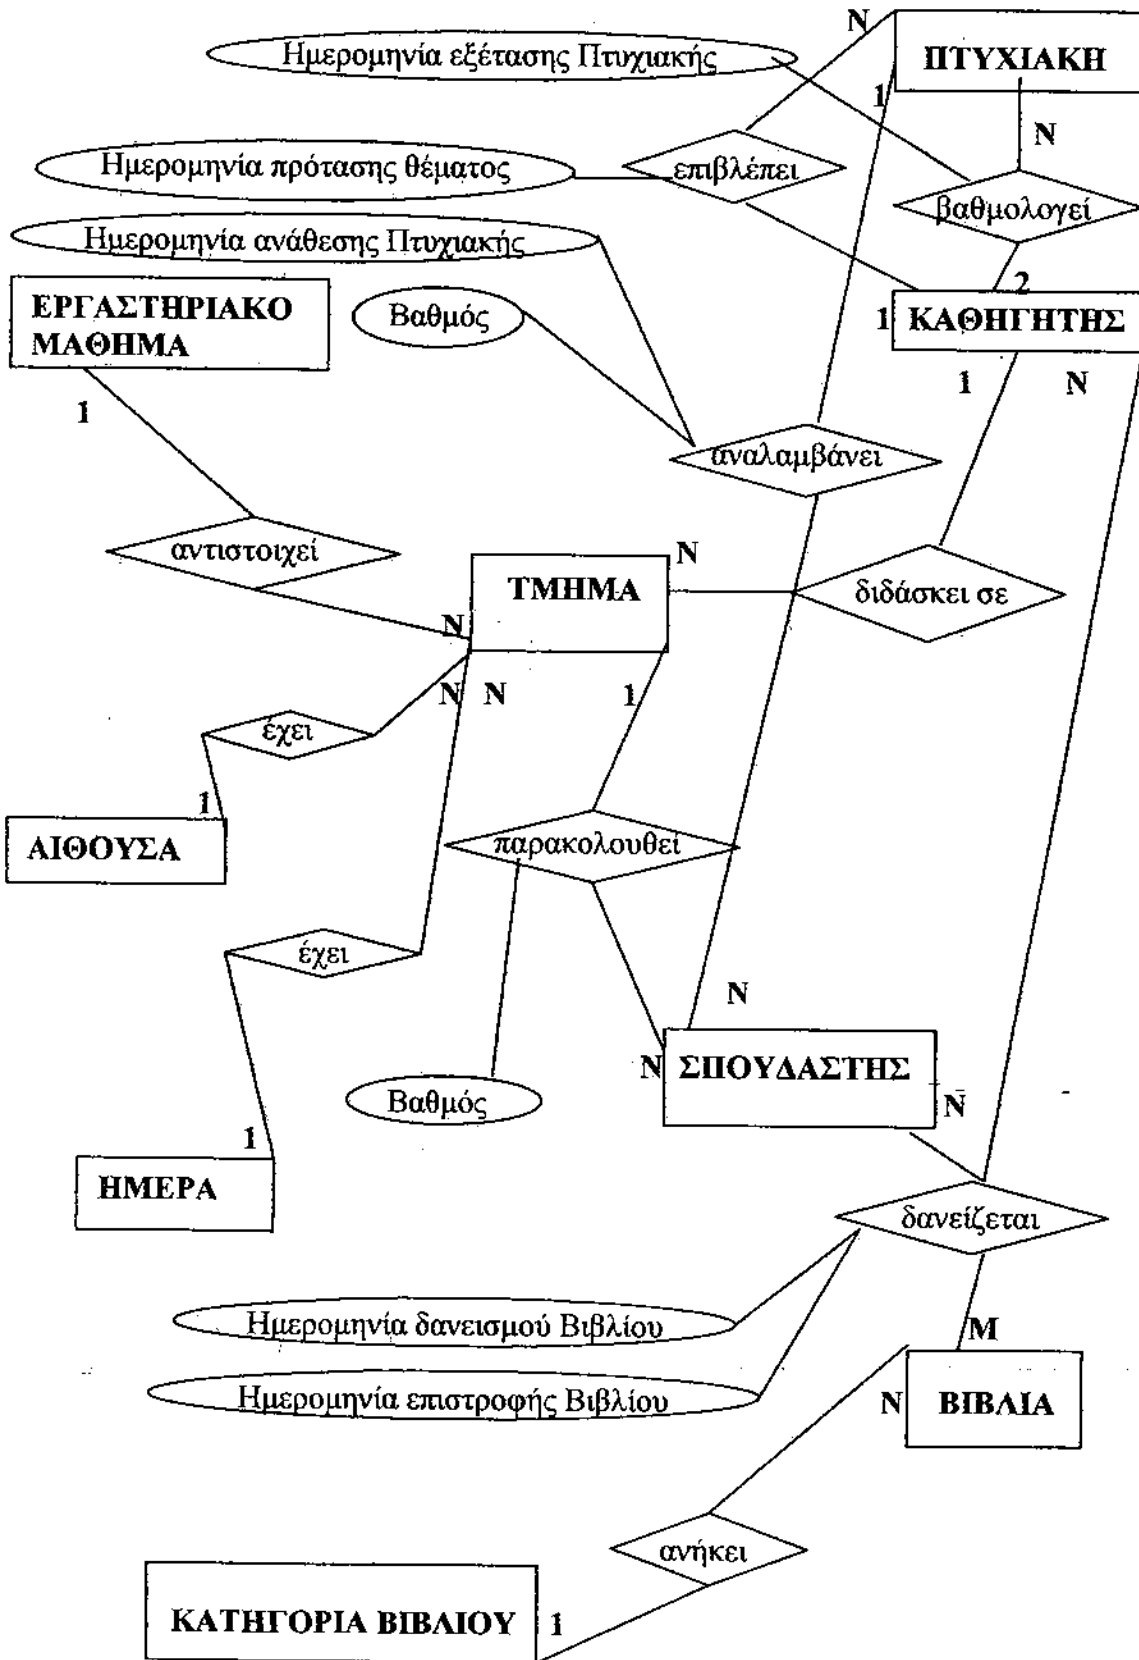 N
Ημερομηνία εξέτασης Πτυχιακής
ΠΤΥΧΙΑΚΗ
1
N
Ημερομηνία πρότασης θέματος
επιβλέπει
βαθμολογεί
Ημερομηνία ανάθεσης Πτυχιακής
2
ΕΡΓΑΣΤΗΡΙΑΚΟ
ΜΑΘΗΜΑ
Βαθμός
1
ΚΑΘΗΓΗΤΗΣ
1
1
N
αναλαμβάνει
αντιστοιχεί
N
ΤΜΗΜΑ
διδάσκει σε
N
N
N
1
έχει
1
ΑΙΘΟΥΣΑ
παρακολουθεί
έχει
N
N
ΣΠΟΥΔΑΣΤΗΣ
N
Βαθμός
1
ΗΜΕΡΑ
δανείζεται
Ημερομηνία δανεισμού Βιβλίου
M
Ημερομηνία επιστροφής Βιβλίου
N
ΒΙΒΛΙΑ
ανήκει
ΚΑΤΗΓΟΡΙΑ ΒΙΒΛΙΟΥ
1